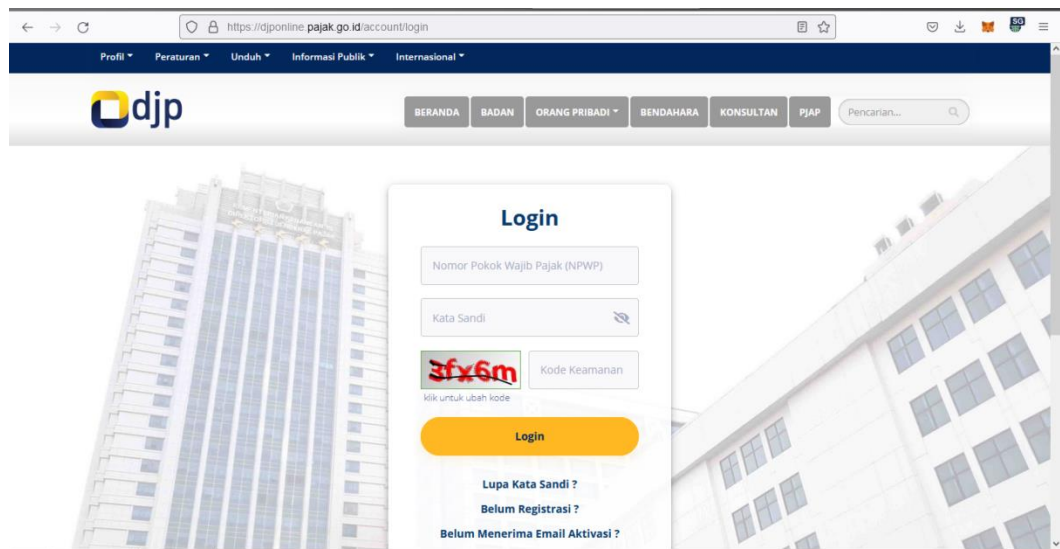 https://djponline.pajak.go.id/account/login
SG
Profil Peraturan Unduh Informasi Publik Internasional
djp
BERANDA BADAN ORANG PRIBADI BENDAHARA KONSULTAN PJAP Pencarian...
Login
Nomor Pokok Wajib Pajak (NPWP)
Kata Sandi
3fx6m Kode Keamanan
klik untuk ubah kode
Login
Lupa Kata Sandi ?
Belum Registrasi ?
Belum Menerima Email Aktivasi ?